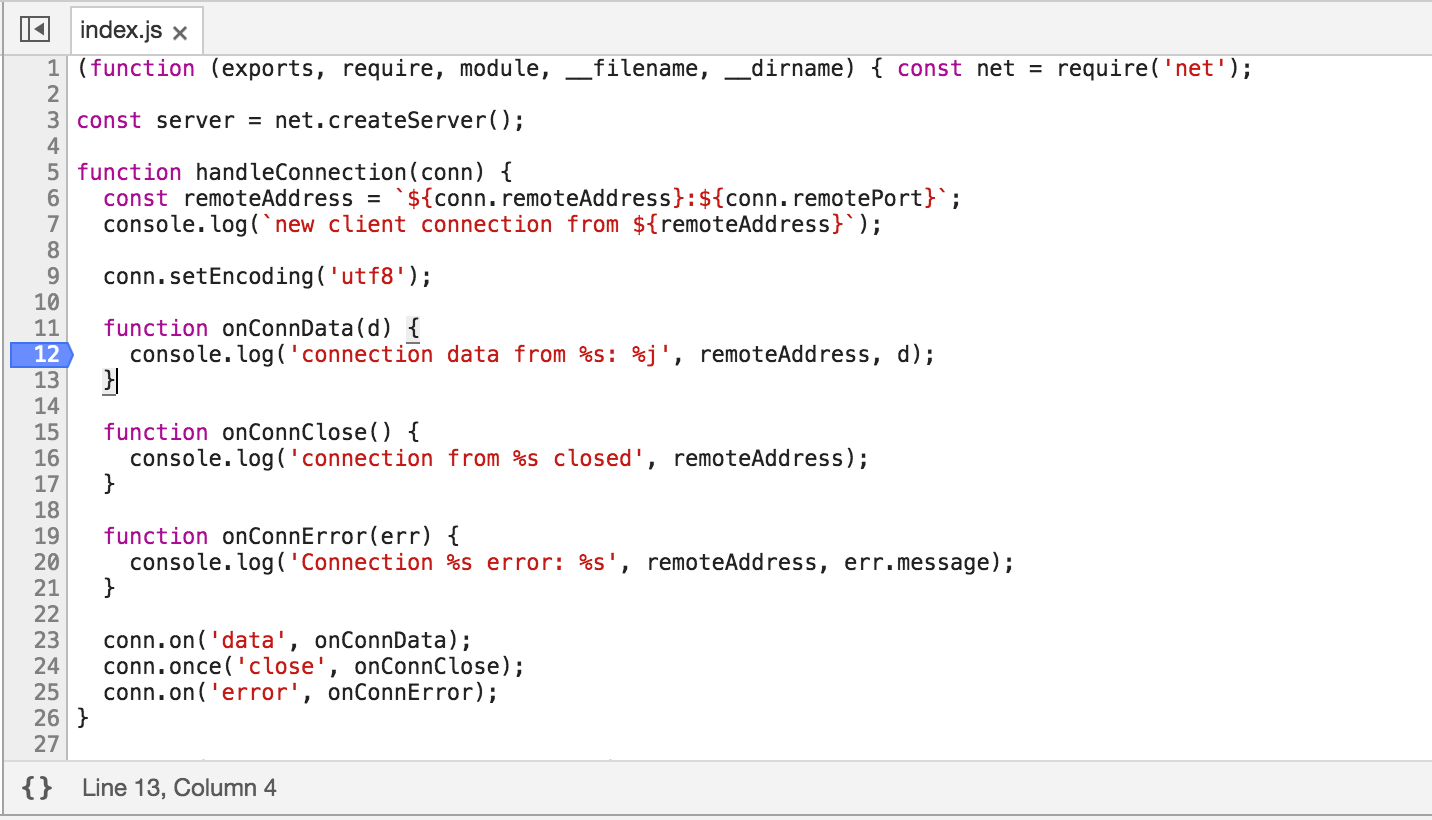 index.js ×
1 (function (exports, require, module, __filename, __dirname) { const net = require('net');
2
3 const server = net.createServer();
4
5 function handleConnection(conn) {
6   const remoteAddress = `${conn.remoteAddress}:${conn.remotePort}`;
7   console.log(`new client connection from ${remoteAddress}`);
8
9   conn.setEncoding('utf8');
10
11   function onConnData(d) {
12     console.log('connection data from %s: %j', remoteAddress, d);
13   }
14
15   function onConnClose() {
16     console.log('connection from %s closed', remoteAddress);
17   }
18
19   function onConnError(err) {
20     console.log('Connection %s error: %s', remoteAddress, err.message);
21   }
22
23   conn.on('data', onConnData);
24   conn.once('close', onConnClose);
25   conn.on('error', onConnError);
26 }
27
{} Line 13, Column 4